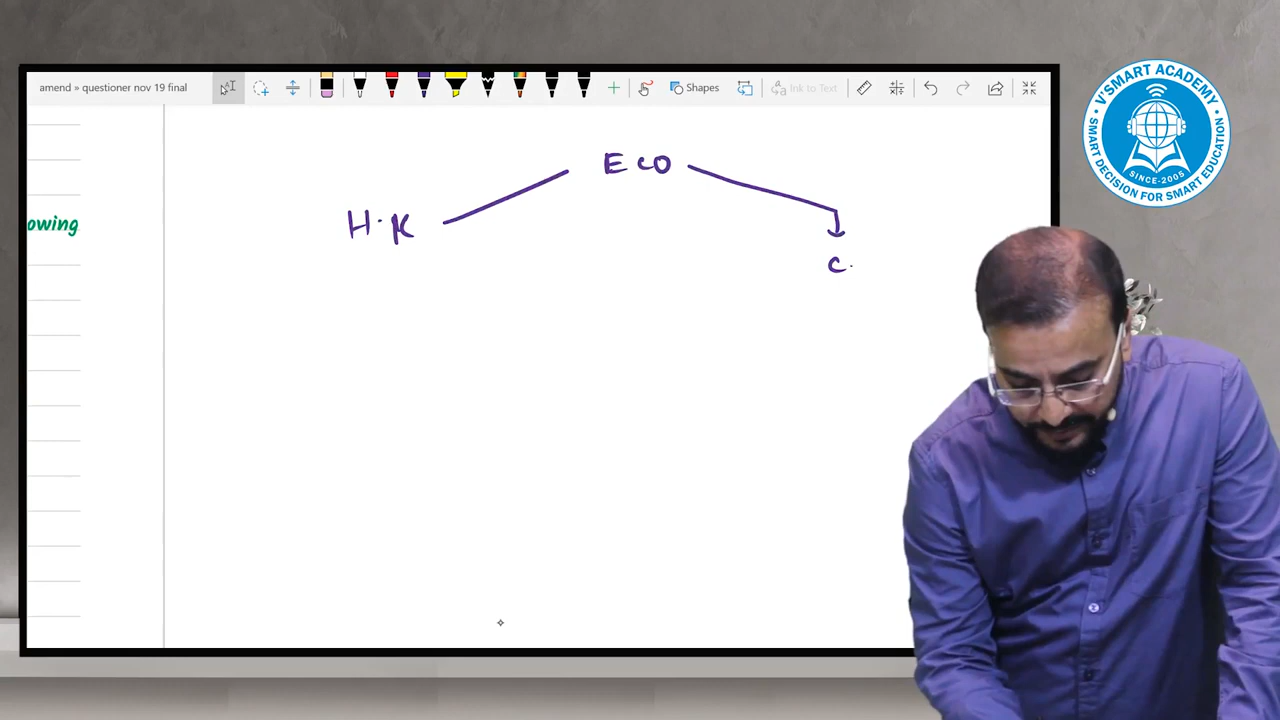 amend » questioner nov 19 final
Shapes
Ink to Text
owing
ECO
H.K
C.
V'SMART ACADEMY
SINCE-2005
SMART DECISION FOR SMART EDUCATION